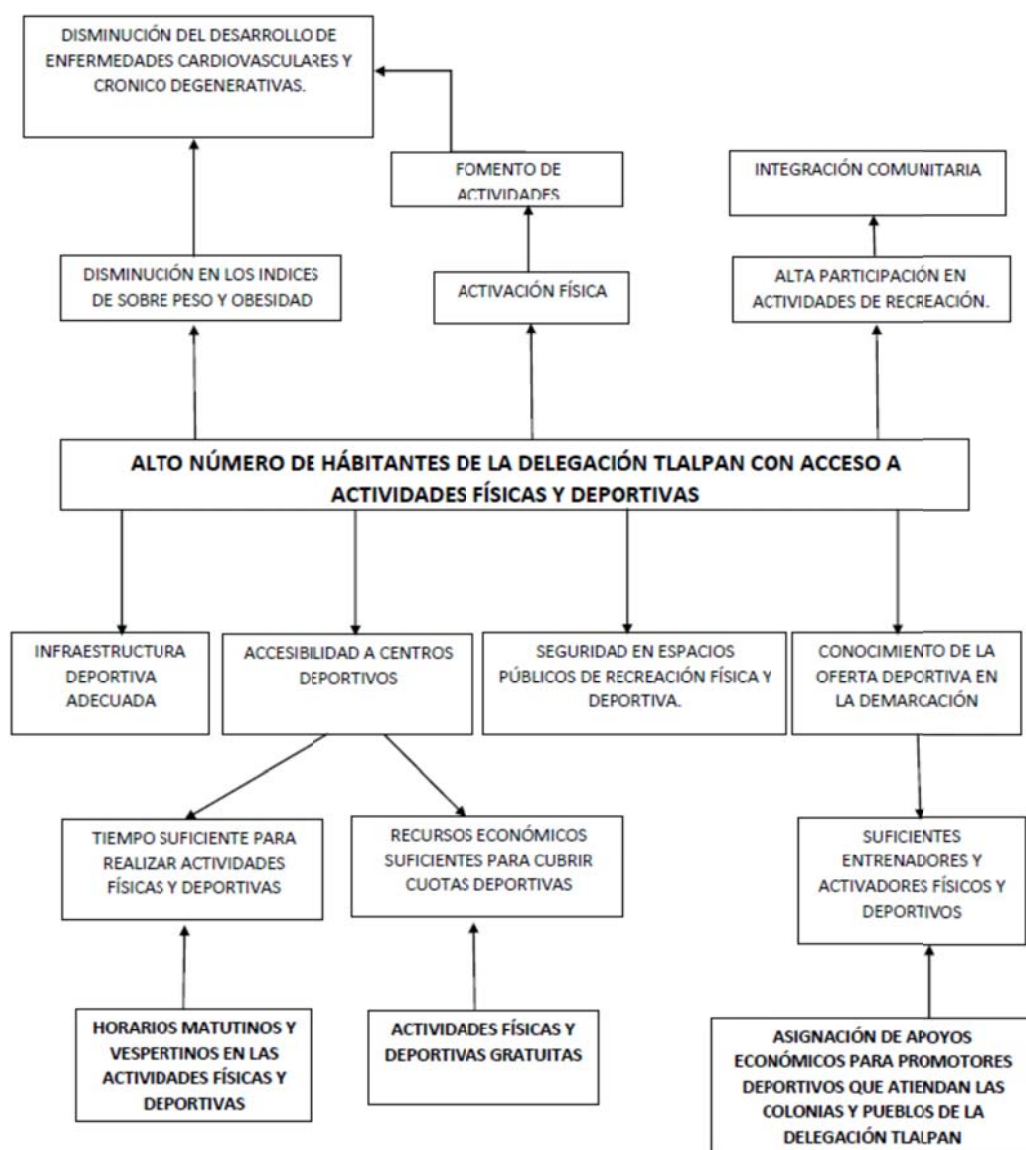 DISMINUCIÓN DEL DESARROLLO DE
ENFERMEDADES CARDIOVASCULARES Y
CRONICO DEGENERATIVAS.
FOMENTO DE
ACTIVIDADES
INTEGRACIÓN COMUNITARIA
DISMINUCIÓN EN LOS INDICES
DE SOBRE PESO Y OBESIDAD
ACTIVACIÓN FÍSICA
ALTA PARTICIPACIÓN EN
ACTIVIDADES DE RECREACIÓN.
ALTO NÚMERO DE HÁBITANTES DE LA DELEGACIÓN TLALPAN CON ACCESO A
ACTIVIDADES FÍSICAS Y DEPORTIVAS
INFRAESTRUCTURA
DEPORTIVA
ADECUADA
ACCESIBILIDAD A CENTROS
DEPORTIVOS
SEGURIDAD EN ESPACIOS
PÚBLICOS DE RECREACIÓN FÍSICA Y
DEPORTIVA.
CONOCIMIENTO DE LA
OFERTA DEPORTIVA EN
LA DEMARCACIÓN
TIEMPO SUFICIENTE PARA
REALIZAR ACTIVIDADES
FÍSICAS Y DEPORTIVAS
RECURSOS ECONÓMICOS
SUFICIENTES PARA CUBRIR
CUOTAS DEPORTIVAS
SUFICIENTES
ENTRENADORES Y
ACTIVADORES FÍSICOS Y
DEPORTIVOS
HORARIOS MATUTINOS Y
VESPERTINOS EN LAS
ACTIVIDADES FÍSICAS Y
DEPORTIVAS
ACTIVIDADES FÍSICAS Y
DEPORTIVAS GRATUITAS
ASIGNACIÓN DE APOYOS
ECONÓMICOS PARA PROMOTORES
DEPORTIVOS QUE ATIENDAN LAS
COLONIAS Y PUEBLOS DE LA
DELEGACIÓN TLALPAN